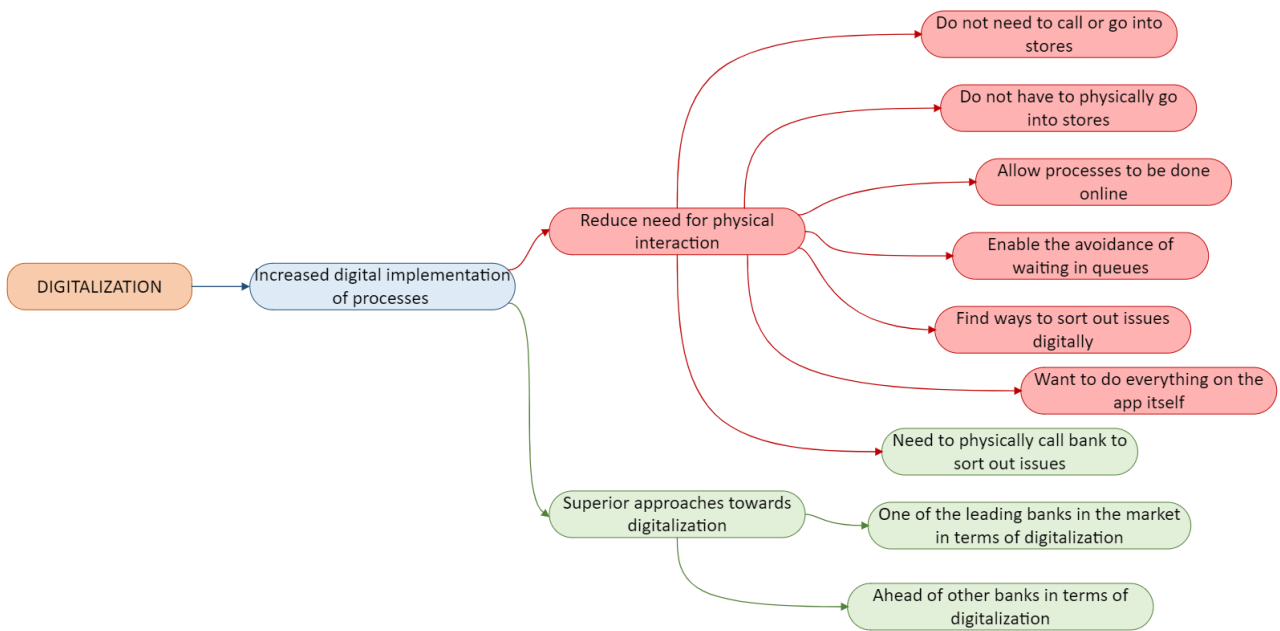 DIGITALIZATION
Increased digital implementation
of processes
Reduce need for physical
interaction
Do not need to call or go into
stores
Do not have to physically go
into stores
Allow processes to be done
online
Enable the avoidance of
waiting in queues
Find ways to sort out issues
digitally
Want to do everything on the
app itself
Need to physically call bank to
sort out issues
Superior approaches towards
digitalization
One of the leading banks in the market
in terms of digitalization
Ahead of other banks in terms of
digitalization